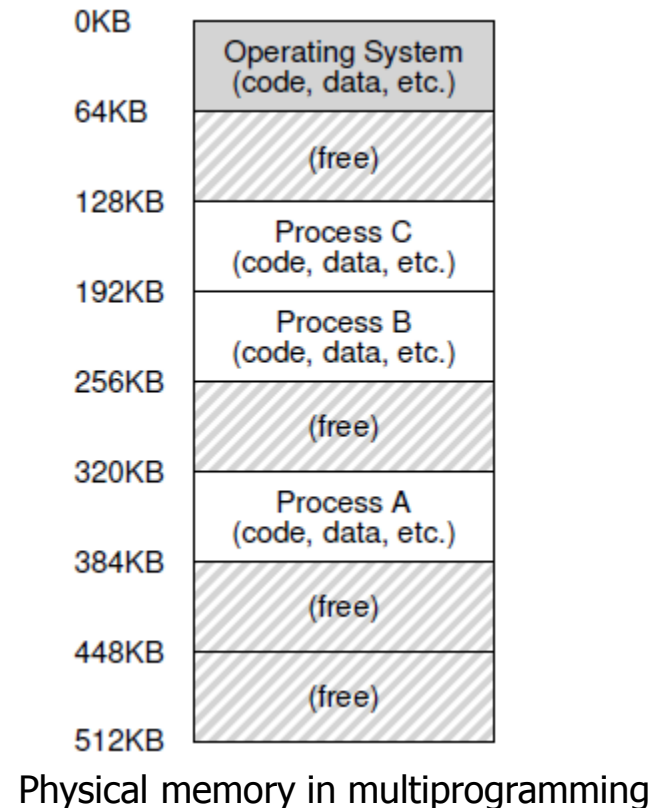 0KB
Operating System
(code, data, etc.)
64KB
(free)
128KB
Process C
(code, data, etc.)
192KB
Process B
(code, data, etc.)
256KB
(free)
320KB
Process A
(code, data, etc.)
384KB
(free)
448KB
(free)
512KB
Physical memory in multiprogramming